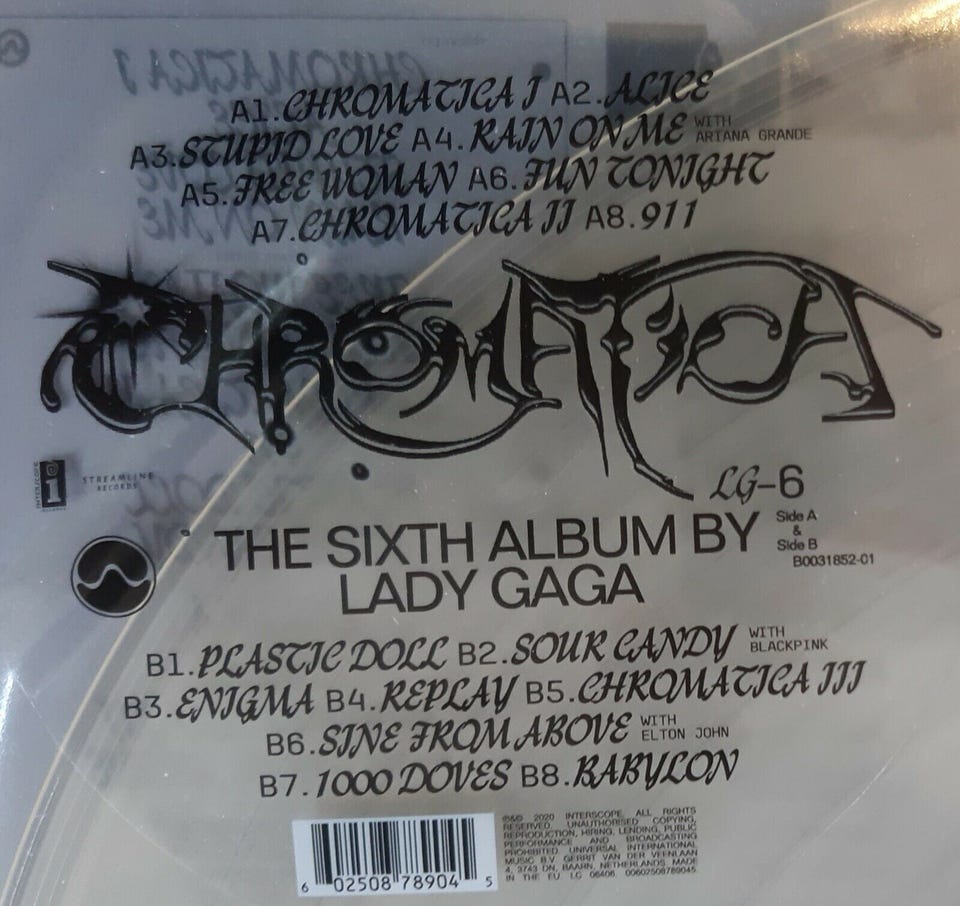 A1.CHROMATICA I A2.ALICE
A3.STUPID LOVE A4.RAIN ON ME WITH ARIANA GRANDE
A5.FREE WOMAN A6.FUN TONIGHT
A7.CHROMATICA II A8.911
CHROMATICA
INTERSCOPE
i
RECORDS
STREAMLINE
RECORDS
LG-6
THE SIXTH ALBUM BY
LADY GAGA
Side A
&
Side B
B0031852-01
B1.PLASTIC DOLL B2.SOUR CANDY WITH BLACKPINK
B3.ENIGMA B4.REPLAY B5.CHROMATICA III
B6.SINE FROM ABOVE WITH ELTON JOHN
B7.1000 DOVES B8.BABYLON
6 02508 78904 5
℗&© 2020 INTERSCOPE. ALL RIGHTS
RESERVED. UNAUTHORISED COPYING,
REPRODUCTION, HIRING, LENDING, PUBLIC
PERFORMANCE AND BROADCASTING
PROHIBITED. UNIVERSAL INTERNATIONAL
MUSIC B.V. GERRIT VAN DER VEENLAAN
4, 3743 DN, BAARN, NETHERLANDS. MADE
IN THE EU. LC 06406. 00602508789045.